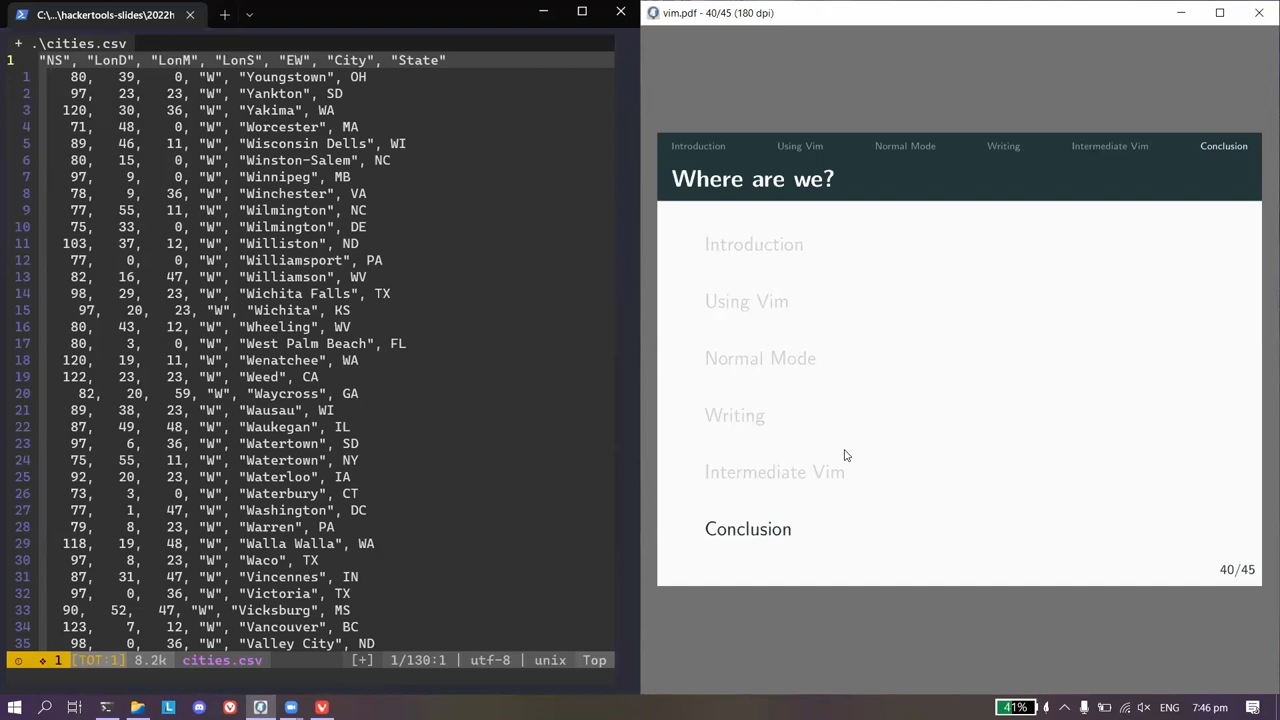 C:\...\hackertools-slides\2022h
+ .\cities.csv
1 "NS", "LonD", "LonM", "LonS", "EW", "City", "State"
1 80, 39, 0, "W", "Youngstown", OH
2 97, 23, 23, "W", "Yankton", SD
3 120, 30, 36, "W", "Yakima", WA
4 71, 48, 0, "W", "Worcester", MA
5 89, 46, 11, "W", "Wisconsin Dells", WI
6 80, 15, 0, "W", "Winston-Salem", NC
7 97, 9, 0, "W", "Winnipeg", MB
8 78, 9, 36, "W", "Winchester", VA
9 77, 55, 11, "W", "Wilmington", NC
10 75, 33, 0, "W", "Wilmington", DE
11 103, 37, 12, "W", "Williston", ND
12 77, 0, 0, "W", "Williamsport", PA
13 82, 16, 47, "W", "Williamson", WV
14 98, 29, 23, "W", "Wichita Falls", TX
15 97, 20, 23, "W", "Wichita", KS
16 80, 43, 12, "W", "Wheeling", WV
17 80, 3, 0, "W", "West Palm Beach", FL
18 120, 19, 11, "W", "Wenatchee", WA
19 122, 23, 23, "W", "Weed", CA
20 82, 20, 59, "W", "Waycross", GA
21 89, 38, 23, "W", "Wausau", WI
22 87, 49, 48, "W", "Waukegan", IL
23 97, 6, 36, "W", "Watertown", SD
24 75, 55, 11, "W", "Watertown", NY
25 92, 20, 23, "W", "Waterloo", IA
26 73, 3, 0, "W", "Waterbury", CT
27 77, 1, 47, "W", "Washington", DC
28 79, 8, 23, "W", "Warren", PA
29 118, 19, 48, "W", "Walla Walla", WA
30 97, 8, 23, "W", "Waco", TX
31 87, 31, 47, "W", "Vincennes", IN
32 97, 0, 36, "W", "Victoria", TX
33 90, 52, 47, "W", "Vicksburg", MS
34 123, 7, 12, "W", "Vancouver", BC
35 98, 0, 36, "W", "Valley City", ND
1 [TOT:1] 8.2k cities.csv [+] 1/130:1 | utf-8 | unix Top
vim.pdf - 40/45 (180 dpi)
Introduction Using Vim Normal Mode Writing Intermediate Vim Conclusion
Where are we?
Introduction
Using Vim
Normal Mode
Writing
Intermediate Vim
Conclusion
40/45
41% ENG 7:46 pm